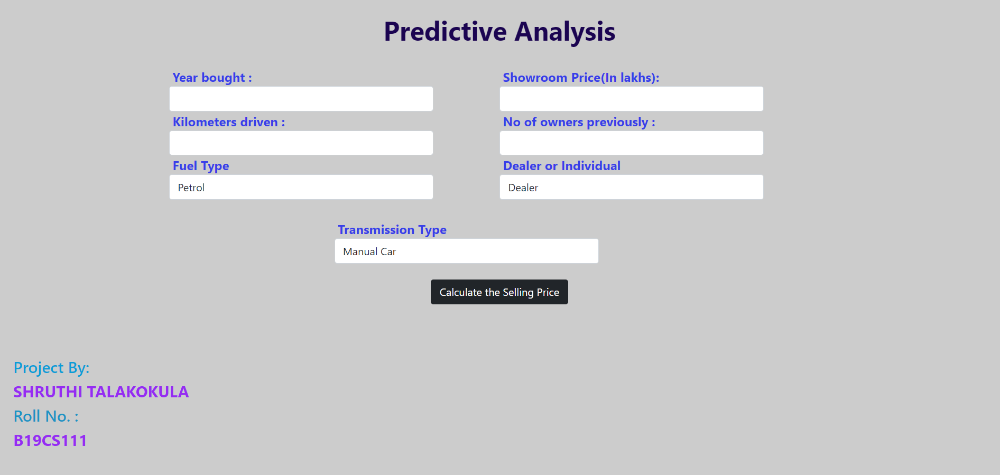 Predictive Analysis
Year bought :
Showroom Price(In lakhs):
Kilometers driven :
No of owners previously :
Fuel Type
Dealer or Individual
Petrol
Dealer
Transmission Type
Manual Car
Calculate the Selling Price
Project By:
SHRUTHI TALAKOKULA
Roll No. :
B19CS111